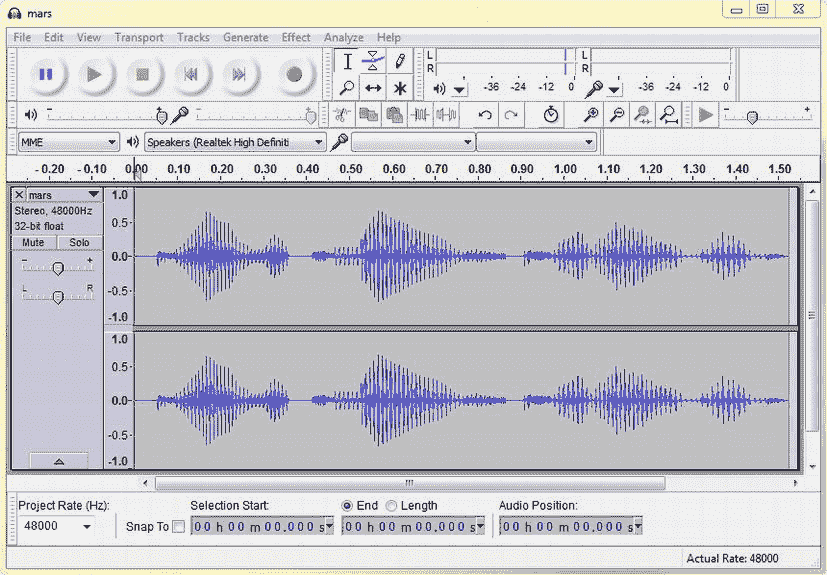 mars
File Edit View Transport Tracks Generate Effect Analyze Help
L
R
-36 -24 -12 0
L
R
-36 -24 -12 0
MME
Speakers (Realtek High Definiti
-0.20 -0.10 0.00 0.10 0.20 0.30 0.40 0.50 0.60 0.70 0.80 0.90 1.00 1.10 1.20 1.30 1.40 1.50
mars
Stereo, 48000Hz
32-bit float
Mute Solo
- +
L R
1.0
0.5
0.0
-0.5
-1.0
1.0
0.5
0.0
-0.5
-1.0
Project Rate (Hz):
48000
Snap To
Selection Start:
00 h 00 m 00.000 s
End Length
00 h 00 m 00.000 s
Audio Position:
00 h 00 m 00.000 s
Actual Rate: 48000